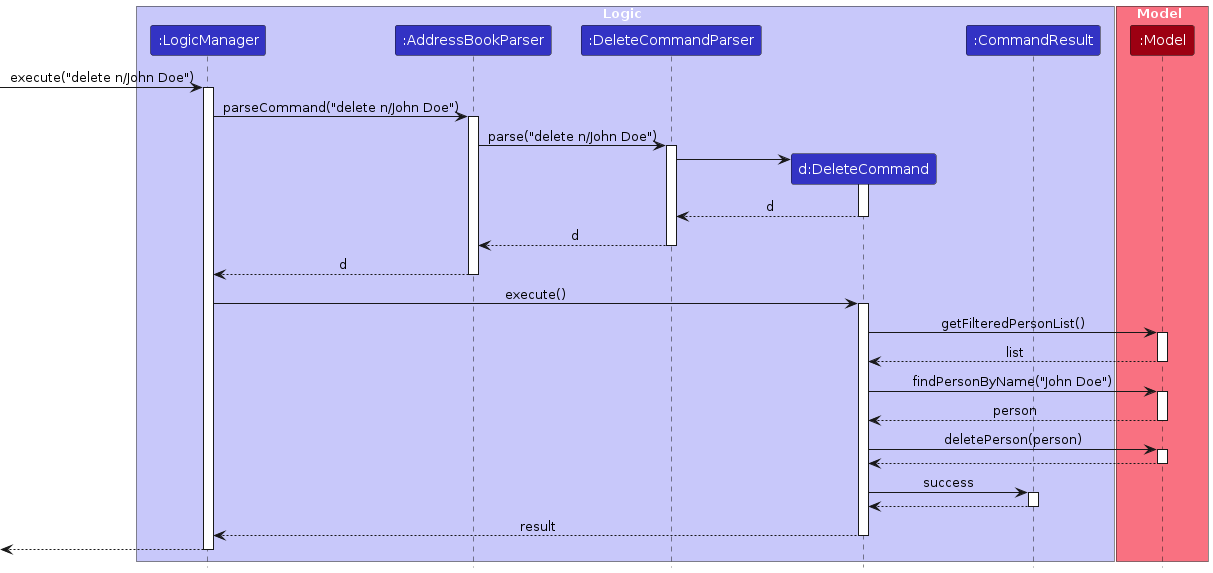 Logic
Model
:LogicManager
:AddressBookParser
:DeleteCommandParser
:CommandResult
:Model
execute("delete n/John Doe")
parseCommand("delete n/John Doe")
parse("delete n/John Doe")
d:DeleteCommand
d
d
d
execute()
getFilteredPersonList()
list
findPersonByName("John Doe")
person
deletePerson(person)
success
result